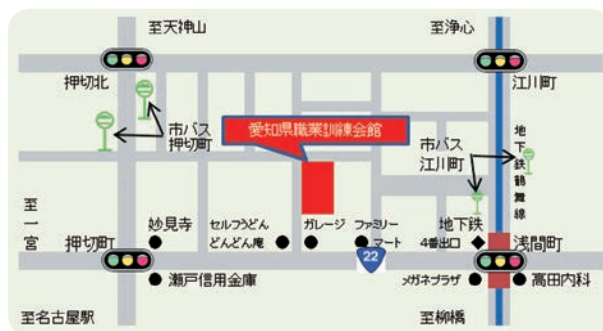 至天神山
至浄心
押切北
江川町
市バス
押切町
愛知県職業訓練会館
市バス
江川町
地下鉄鶴舞線
至一宮
妙見寺
セルフうどん
どんどん庵
ガレージ
ファミリー
マート
地下鉄
4番出口
押切町
22
浅間町
瀬戸信用金庫
メガネプラザ
高田内科
至名古屋駅
至柳橋